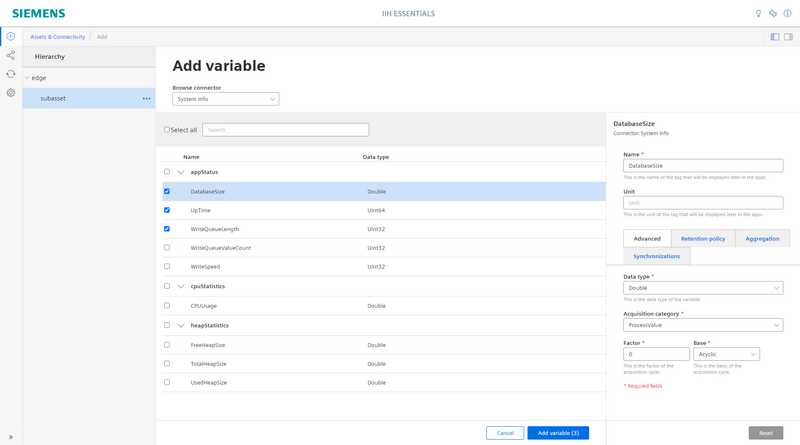 SIEMENS
IIH ESSENTIALS
Assets & Connectivity / Add
Hierarchy
edge
subasset
Add variable
Browse connector
System Info
Select all
Search
Name Data type
appStatus
DatabaseSize Double
UpTime UInt64
WriteQueueLength UInt32
WriteQueueValueCount UInt32
WriteSpeed UInt32
cpuStatistics
CPUUsage Double
heapStatistics
FreeHeapSize Double
TotalHeapSize Double
UsedHeapSize Double
Cancel
Add variable (3)
DatabaseSize
Connector: System Info
Name *
DatabaseSize
This is the name of the tag that will be displayed later in the apps.
Unit
Unit
This is the unit of the tag that will be displayed later in the apps.
Advanced Retention policy Aggregation
Synchronizations
Data type *
Double
This is the data type of the variable.
Acquisition category *
ProcessValue
Factor * Base *
0 Acyclic
This is the factor of the acquisition cycle.
This is the basis of the acquisition cycle.
* Required fields
Reset